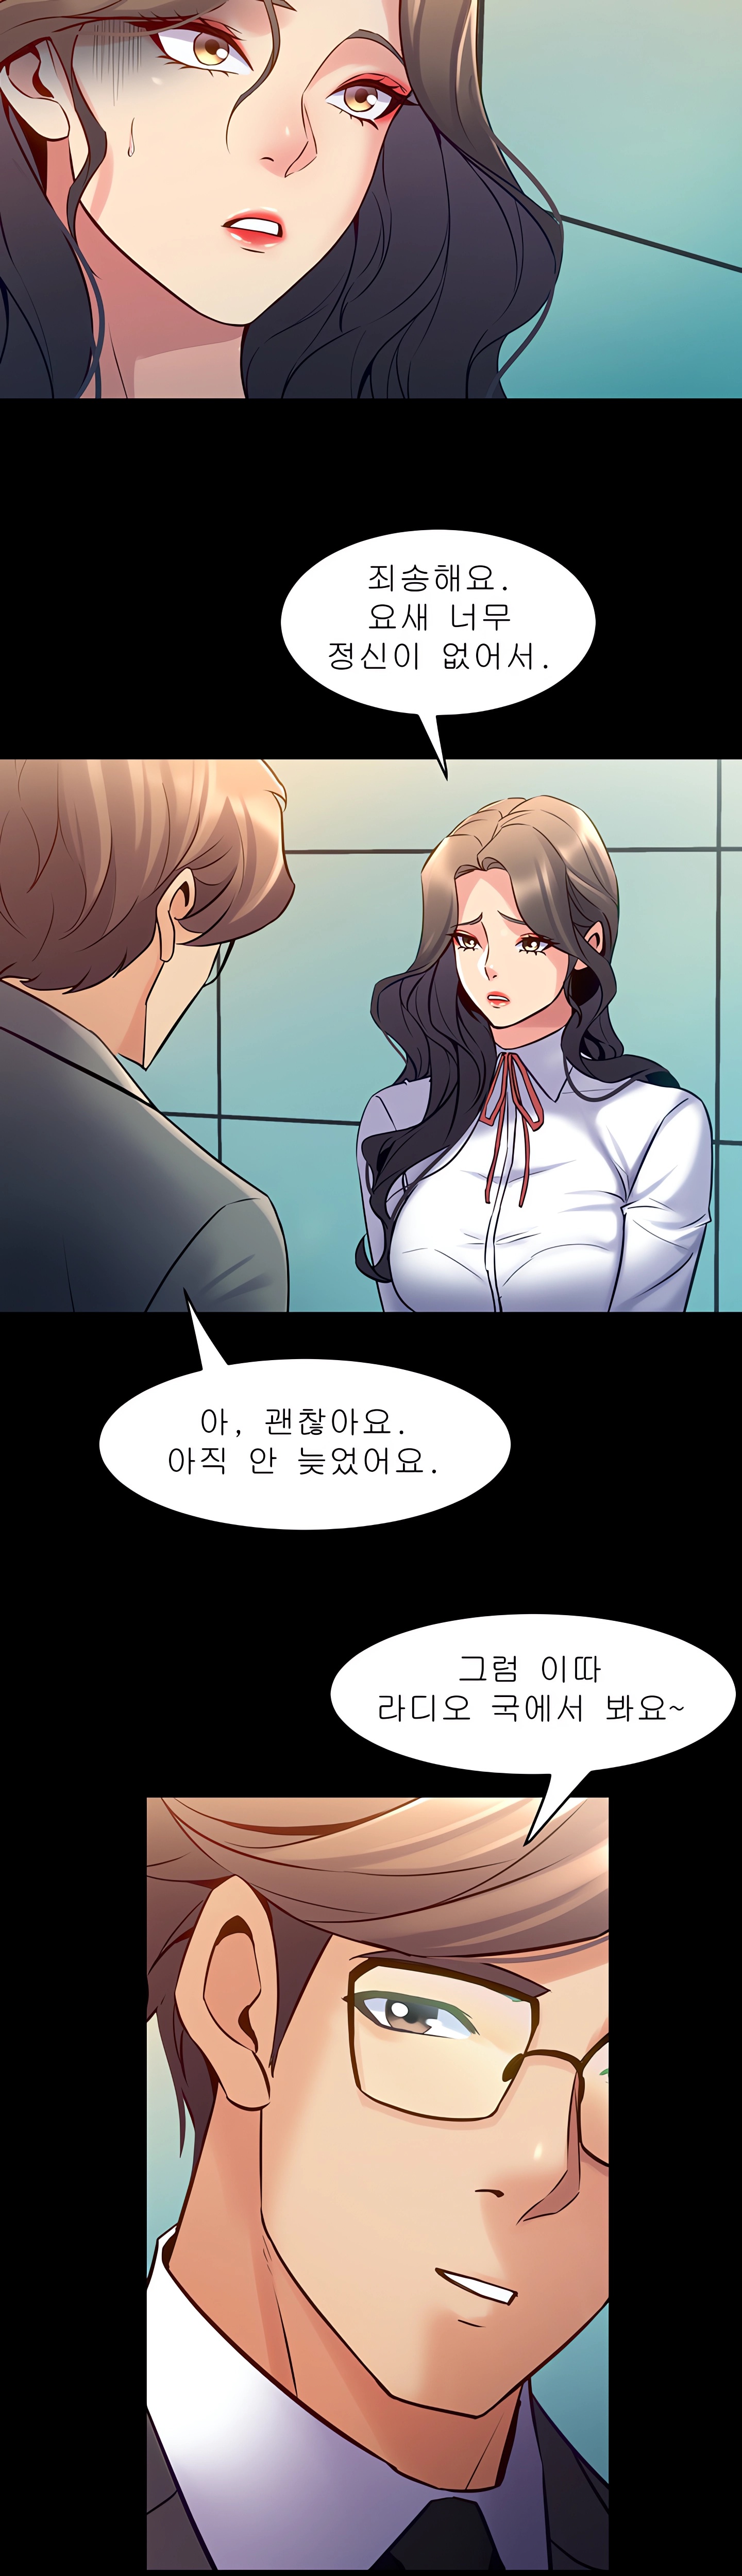 죄송해요.
요새 너무
정신이 없어서.
아, 괜찮아요.
아직 안 늦었어요.
그럼 이따
라디오 국에서 봐요~